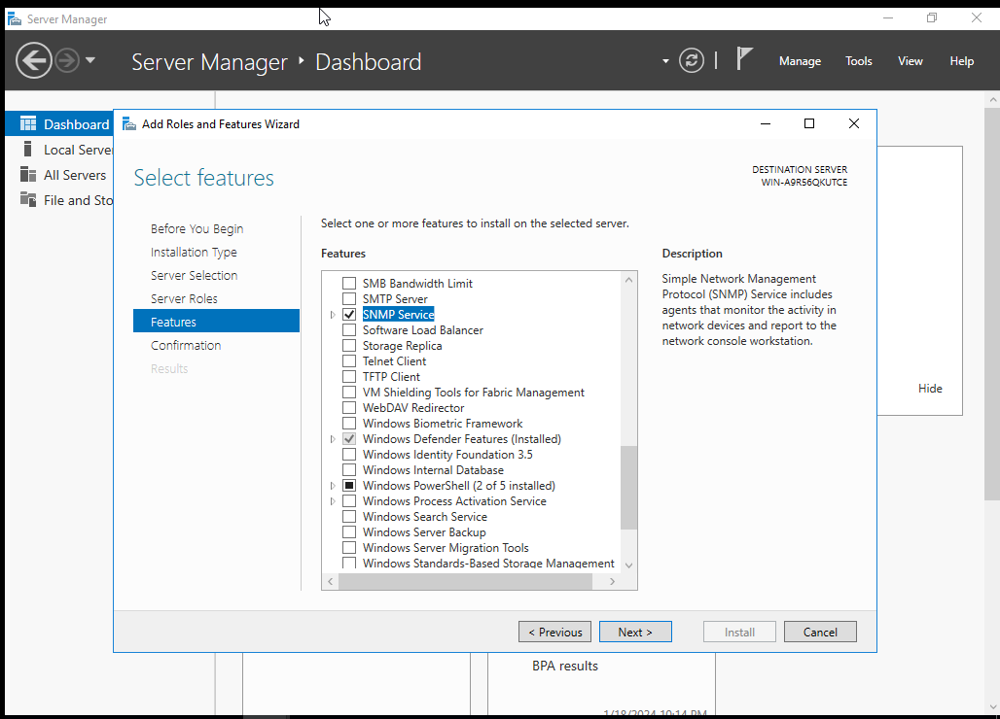 Server Manager
Server Manager ‣ Dashboard
Manage
Tools
View
Help
Dashboard
Local Serve
All Servers
File and Sto
Add Roles and Features Wizard
Select features
DESTINATION SERVER
WIN-A9R56QKUTCE
Before You Begin
Installation Type
Server Selection
Server Roles
Features
Confirmation
Results
Select one or more features to install on the selected server.
Features
SMB Bandwidth Limit
SMTP Server
SNMP Service
Software Load Balancer
Storage Replica
Telnet Client
TFTP Client
VM Shielding Tools for Fabric Management
WebDAV Redirector
Windows Biometric Framework
Windows Defender Features (Installed)
Windows Identity Foundation 3.5
Windows Internal Database
Windows PowerShell (2 of 5 installed)
Windows Process Activation Service
Windows Search Service
Windows Server Backup
Windows Server Migration Tools
Windows Standards-Based Storage Management
Description
Simple Network Management
Protocol (SNMP) Service includes
agents that monitor the activity in
network devices and report to the
network console workstation.
Hide
< Previous
Next >
Install
Cancel
BPA results
1/18/2024 10:14 PM